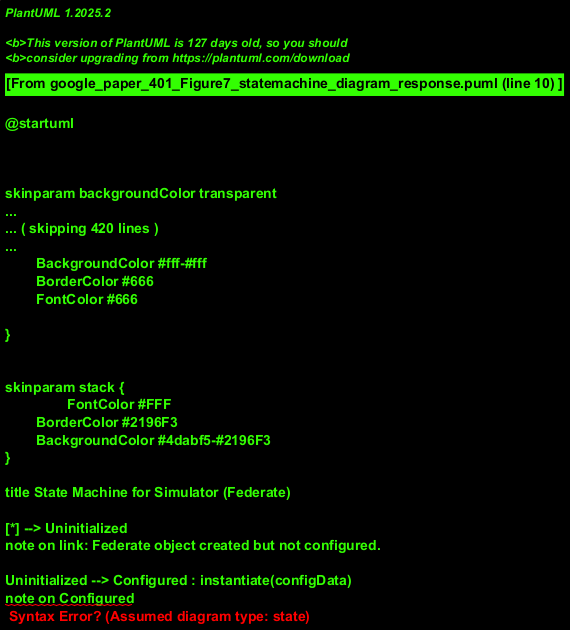 PlantUML 1.2025.2
<b>This version of PlantUML is 127 days old, so you should
<b>consider upgrading from https://plantuml.com/download
[From google_paper_401_Figure7_statemachine_diagram_response.puml (line 10) ]
@startuml
skinparam backgroundColor transparent
...
... ( skipping 420 lines )
...
BackgroundColor #fff-#fff
BorderColor #666
FontColor #666
}
skinparam stack {
FontColor #FFF
BorderColor #2196F3
BackgroundColor #4dabf5-#2196F3
}
title State Machine for Simulator (Federate)
[*] --> Uninitialized
note on link: Federate object created but not configured.
Uninitialized --> Configured : instantiate(configData)
note on Configured
Syntax Error? (Assumed diagram type: state)